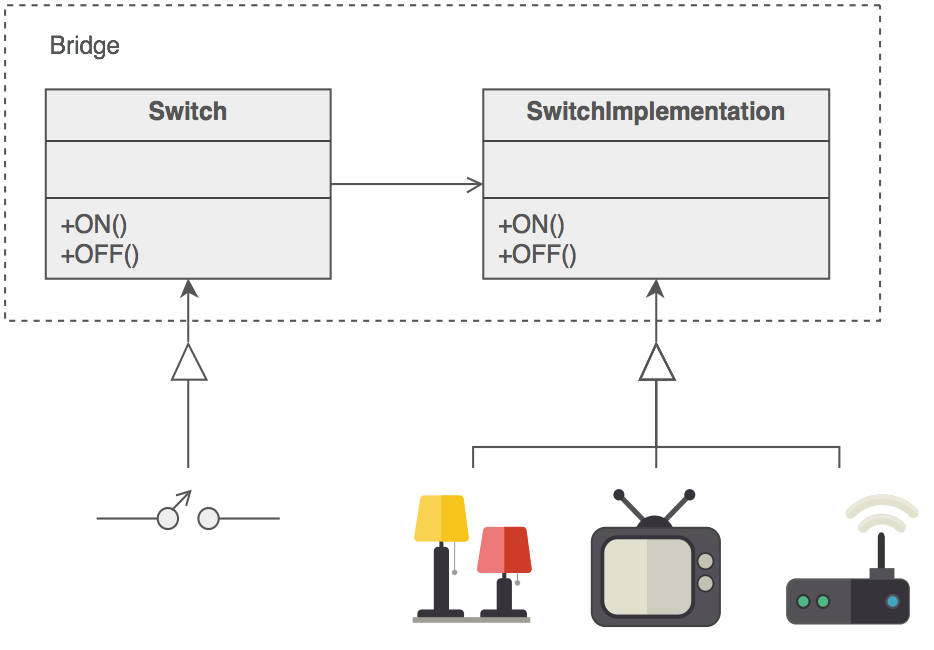 Bridge
Switch
+ON()
+OFF()
SwitchImplementation
+ON()
+OFF()